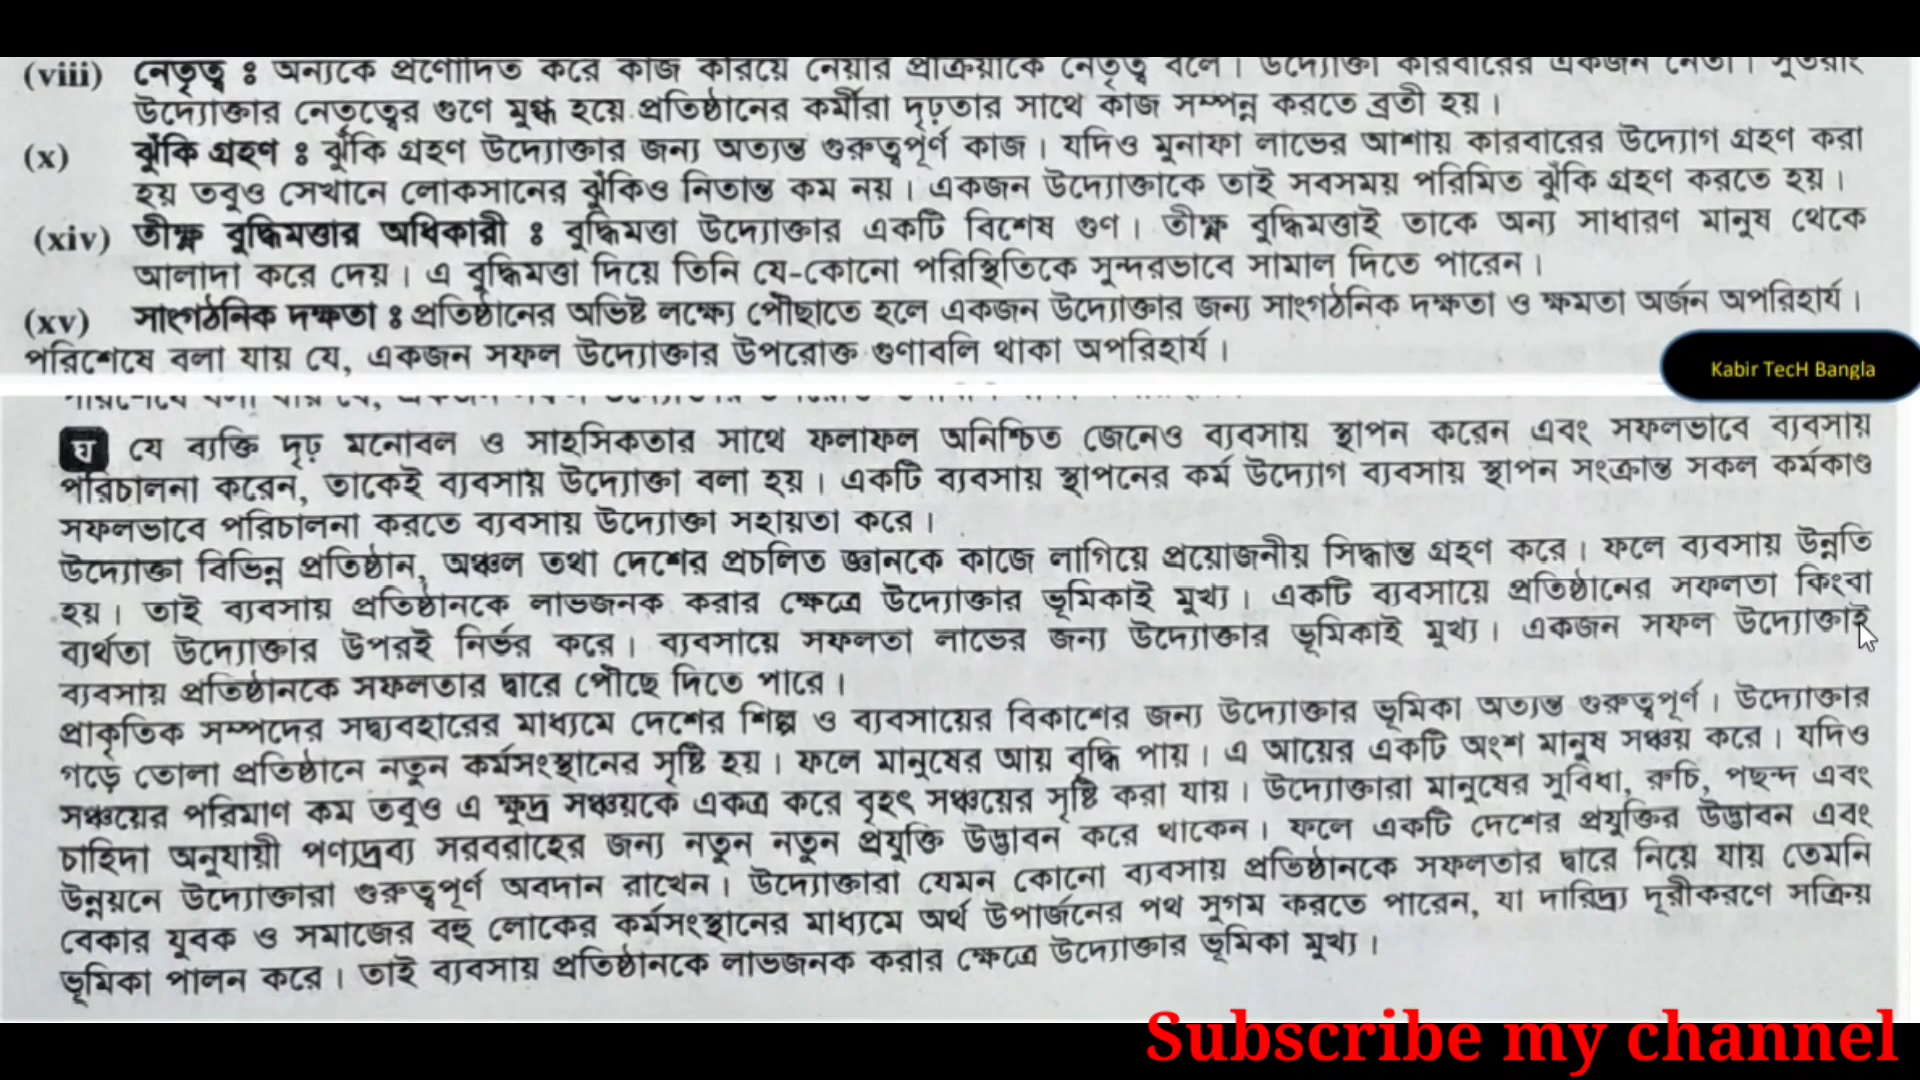 (viii) নেতৃত্ব ঃ অন্যকে প্রণোদিত করে কাজ করিয়ে নেয়ার প্রক্রিয়াকে নেতৃত্ব বলে। উদ্যোক্তা কারবারের একজন নেতা। সুতরাং
উদ্যোক্তার নেতৃত্বের গুণে মুগ্ধ হয়ে প্রতিষ্ঠানের কর্মীরা দৃঢ়তার সাথে কাজ সম্পন্ন করতে ব্রতী হয়।
(x) ঝুঁকি গ্রহণ ঃ ঝুঁকি গ্রহণ উদ্যোক্তার জন্য অত্যন্ত গুরুত্বপূর্ণ কাজ। যদিও মুনাফা লাভের আশায় কারবারের উদ্যোগ গ্রহণ করা
হয় তবুও সেখানে লোকসানের ঝুঁকিও নিতান্ত কম নয়। একজন উদ্যোক্তাকে তাই সবসময় পরিমিত ঝুঁকি গ্রহণ করতে হয়।
(xiv) তীক্ষ্ণ বুদ্ধিমত্তার অধিকারী ঃ বুদ্ধিমত্তা উদ্যোক্তার একটি বিশেষ গুণ। তীক্ষ্ণ বুদ্ধিমত্তাই তাকে অন্য সাধারণ মানুষ থেকে
আলাদা করে দেয়। এ বুদ্ধিমত্তা দিয়ে তিনি যে-কোনো পরিস্থিতিকে সুন্দরভাবে সামাল দিতে পারেন।
(xv) সাংগঠনিক দক্ষতা ঃ প্রতিষ্ঠানের অভিষ্ট লক্ষ্যে পৌঁছাতে হলে একজন উদ্যোক্তার জন্য সাংগঠনিক দক্ষতা ও ক্ষমতা অর্জন অপরিহার্য।
পরিশেষে বলা যায় যে, একজন সফল উদ্যোক্তার উপরোক্ত গুণাবলি থাকা অপরিহার্য।
Kabir TecH Bangla
ঘ যে ব্যক্তি দৃঢ় মনোবল ও সাহসিকতার সাথে ফলাফল অনিশ্চিত জেনেও ব্যবসায় স্থাপন করেন এবং সফলভাবে ব্যবসায়
পরিচালনা করেন, তাকেই ব্যবসায় উদ্যোক্তা বলা হয়। একটি ব্যবসায় স্থাপনের কর্ম উদ্যোগ ব্যবসায় স্থাপন সংক্রান্ত সকল কর্মকাণ্ড
সফলভাবে পরিচালনা করতে ব্যবসায় উদ্যোক্তা সহায়তা করে।
উদ্যোক্তা বিভিন্ন প্রতিষ্ঠান, অঞ্চল তথা দেশের প্রচলিত জ্ঞানকে কাজে লাগিয়ে প্রয়োজনীয় সিদ্ধান্ত গ্রহণ করে। ফলে ব্যবসায় উন্নতি
হয়। তাই ব্যবসায় প্রতিষ্ঠানকে লাভজনক করার ক্ষেত্রে উদ্যোক্তার ভূমিকাই মুখ্য। একটি ব্যবসায়ে প্রতিষ্ঠানের সফলতা কিংবা
ব্যর্থতা উদ্যোক্তার উপরই নির্ভর করে। ব্যবসায়ে সফলতা লাভের জন্য উদ্যোক্তার ভূমিকাই মুখ্য। একজন সফল উদ্যোক্তাই
ব্যবসায় প্রতিষ্ঠানকে সফলতার দ্বারে পৌছে দিতে পারে।
প্রাকৃতিক সম্পদের সদ্ব্যবহারের মাধ্যমে দেশের শিল্প ও ব্যবসায়ের বিকাশের জন্য উদ্যোক্তার ভূমিকা অত্যন্ত গুরুত্বপূর্ণ। উদ্যোক্তার
গড়ে তোলা প্রতিষ্ঠানে নতুন কর্মসংস্থানের সৃষ্টি হয়। ফলে মানুষের আয় বৃদ্ধি পায়। এ আয়ের একটি অংশ মানুষ সঞ্চয় করে। যদিও
সঞ্চয়ের পরিমাণ কম তবুও এ ক্ষুদ্র সঞ্চয়কে একত্র করে বৃহৎ সঞ্চয়ের সৃষ্টি করা যায়। উদ্যোক্তারা মানুষের সুবিধা, রুচি, পছন্দ এবং
চাহিদা অনুযায়ী পণ্যদ্রব্য সরবরাহের জন্য নতুন নতুন প্রযুক্তি উদ্ভাবন করে থাকেন। ফলে একটি দেশের প্রযুক্তির উদ্ভাবন এবং
উন্নয়নে উদ্যোক্তারা গুরুত্বপূর্ণ অবদান রাখেন। উদ্যোক্তারা যেমন কোনো ব্যবসায় প্রতিষ্ঠানকে সফলতার দ্বারে নিয়ে যায় তেমনি
বেকার যুবক ও সমাজের বহু লোকের কর্মসংস্থানের মাধ্যমে অর্থ উপার্জনের পথ সুগম করতে পারেন, যা দারিদ্র্য দূরীকরণে সক্রিয়
ভূমিকা পালন করে। তাই ব্যবসায় প্রতিষ্ঠানকে লাভজনক করার ক্ষেত্রে উদ্যোক্তার ভূমিকা মুখ্য।
Subscribe my channel